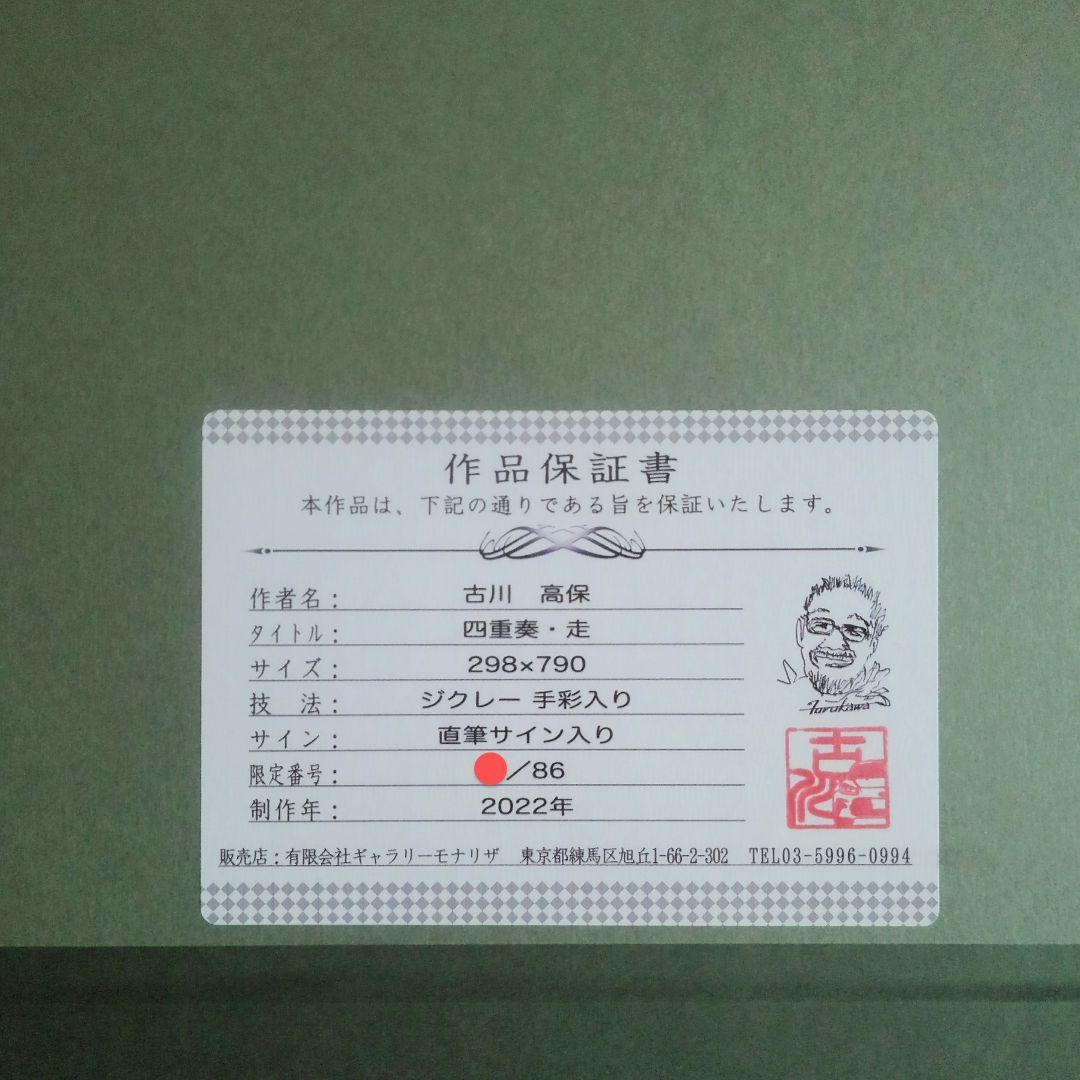 作品保証書
本作品は、下記の通りである旨を保証いたします。
作者名：古川　高保
タイトル：四重奏・走
サイズ：298×790
技　法：ジクレー 手彩入り
サイン：直筆サイン入り
限定番号：／86
制作年：2022年
Furukawa
販売店：有限会社ギャラリーモナリザ　東京都練馬区旭丘1-66-2-302　TEL03-5996-0994